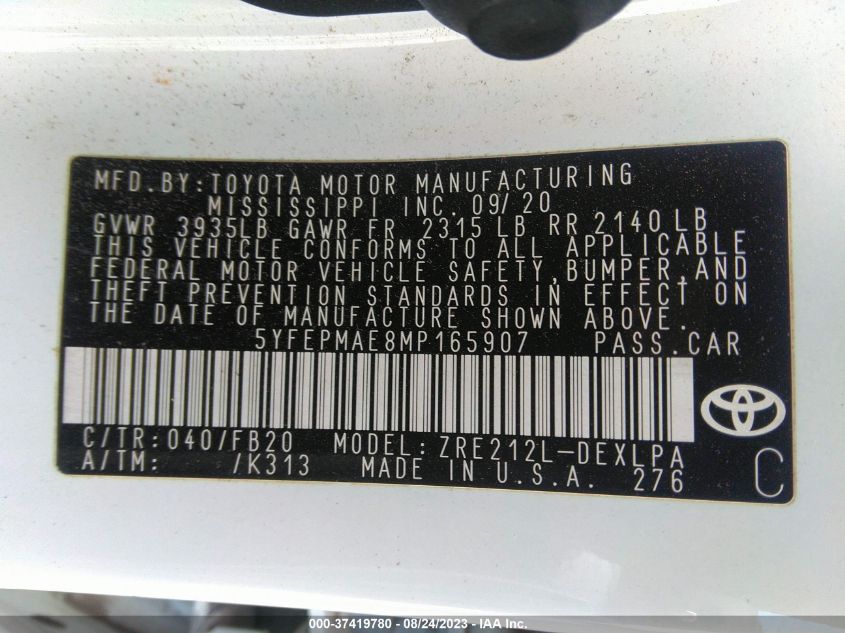 MFD.BY:TOYOTA MOTOR MANUFACTURING
MISSISSIPPI INC. 09/20
GVWR 3935LB GAWR FR 2315 LB RR 2140 LB
THIS VEHICLE CONFORMS TO ALL APPLICABLE
FEDERAL MOTOR VEHICLE SAFETY,BUMPER,AND
THEFT PREVENTION STANDARDS IN EFFECT ON
THE DATE OF MANUFACTURE SHOWN ABOVE.
5YFEPMAE8MP165907 PASS.CAR
C/TR:040/FB20 MODEL:ZRE212L-DEXLPA
A/TM: /K313 MADE IN U.S.A. 276
C
000-37419780 - 08/24/2023 - IAA Inc.